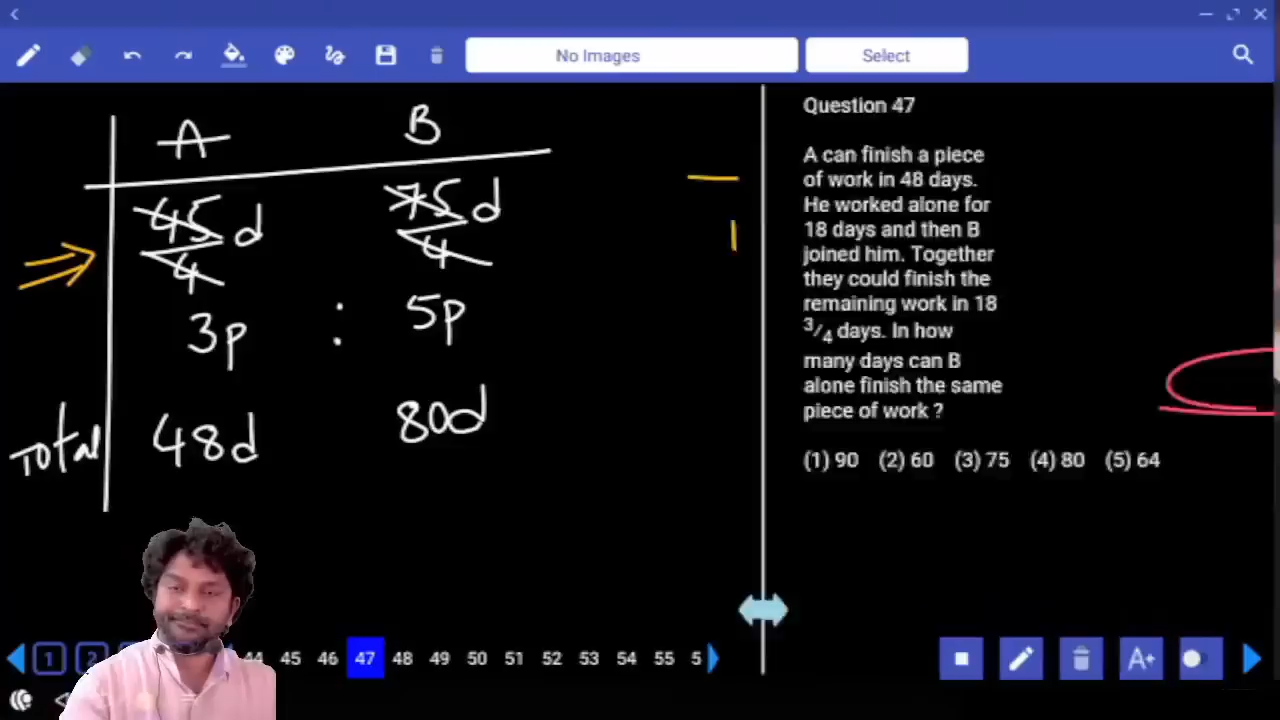 No Images
Select
A B
45/4 d 75/4 d
3p : 5p
Total 48d 80d
Question 47
A can finish a piece
of work in 48 days.
He worked alone for
18 days and then B
joined him. Together
they could finish the
remaining work in 18
3/4 days. In how
many days can B
alone finish the same
piece of work ?
(1) 90 (2) 60 (3) 75 (4) 80 (5) 64
1 2 44 45 46 47 48 49 50 51 52 53 54 55 5
A+